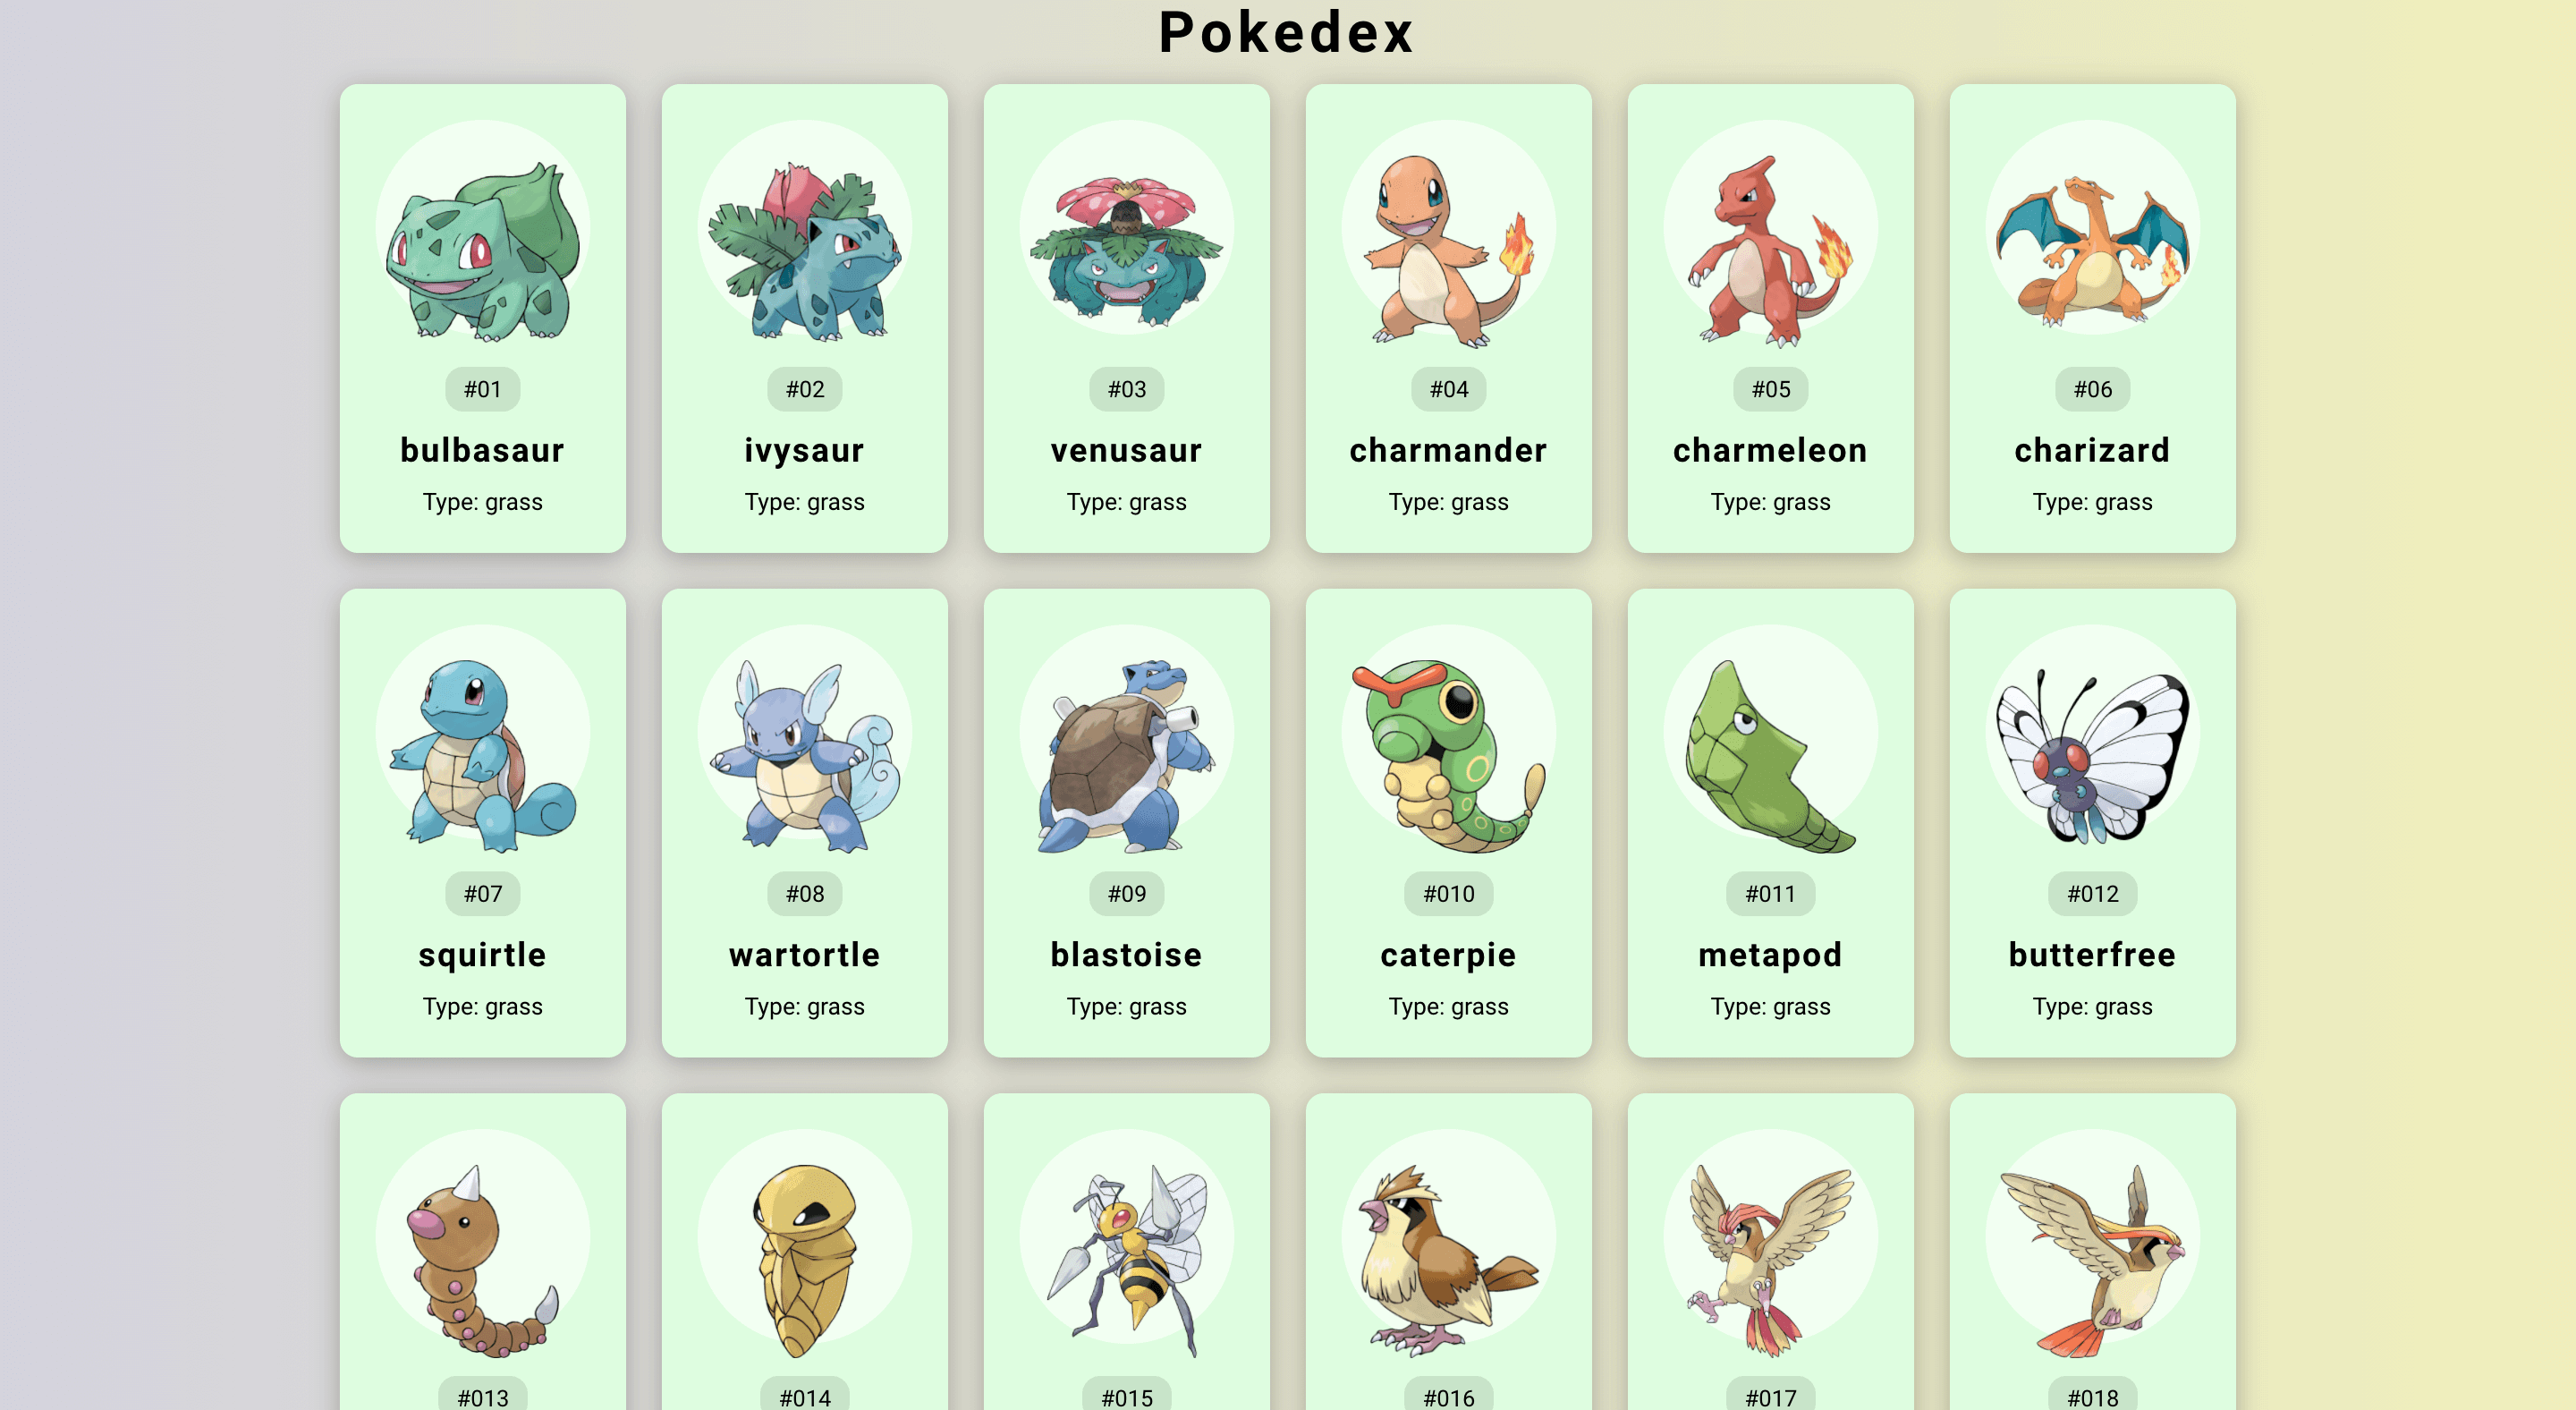 Pokedex
#01
bulbasaur
Type: grass
#02
ivysaur
Type: grass
#03
venusaur
Type: grass
#04
charmander
Type: grass
#05
charmeleon
Type: grass
#06
charizard
Type: grass
#07
squirtle
Type: grass
#08
wartortle
Type: grass
#09
blastoise
Type: grass
#010
caterpie
Type: grass
#011
metapod
Type: grass
#012
butterfree
Type: grass
#013
#014
#015
#016
#017
#018